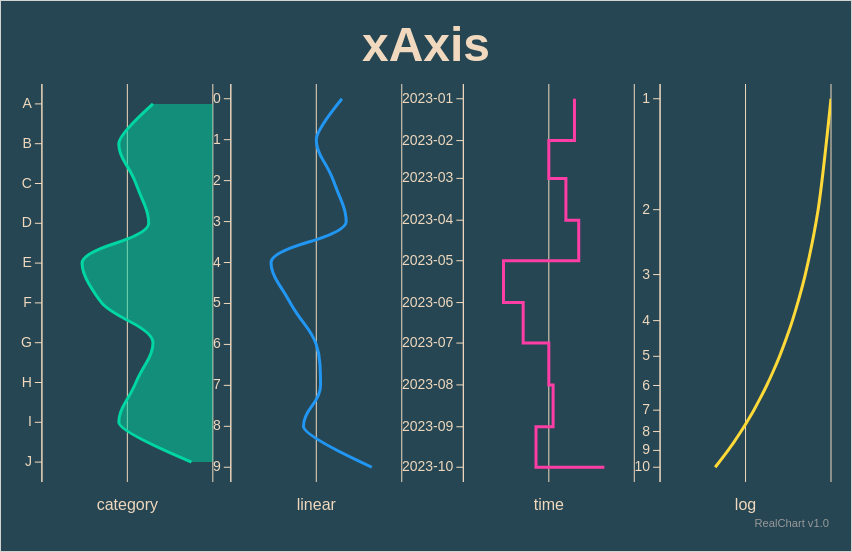 xAxis
A
B
C
D
E
F
G
H
I
J
category
0
1
2
3
4
5
6
7
8
9
linear
2023-01
2023-02
2023-03
2023-04
2023-05
2023-06
2023-07
2023-08
2023-09
2023-10
time
1
2
3
4
5
6
7
8
9
10
log
RealChart v1.0